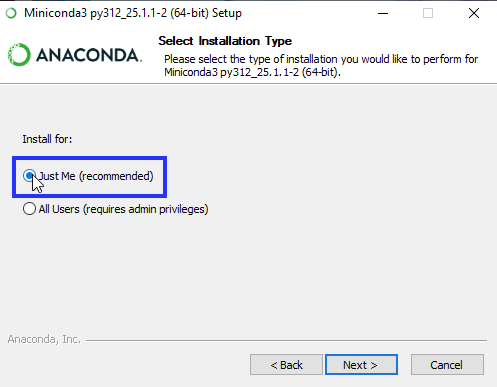 Miniconda3 py312_25.1.1-2 (64-bit) Setup
ANACONDA.
Select Installation Type
Please select the type of installation you would like to perform for
Miniconda3 py312_25.1.1-2 (64-bit).
Install for:
Just Me (recommended)
All Users (requires admin privileges)
Anaconda, Inc.
< Back
Next >
Cancel